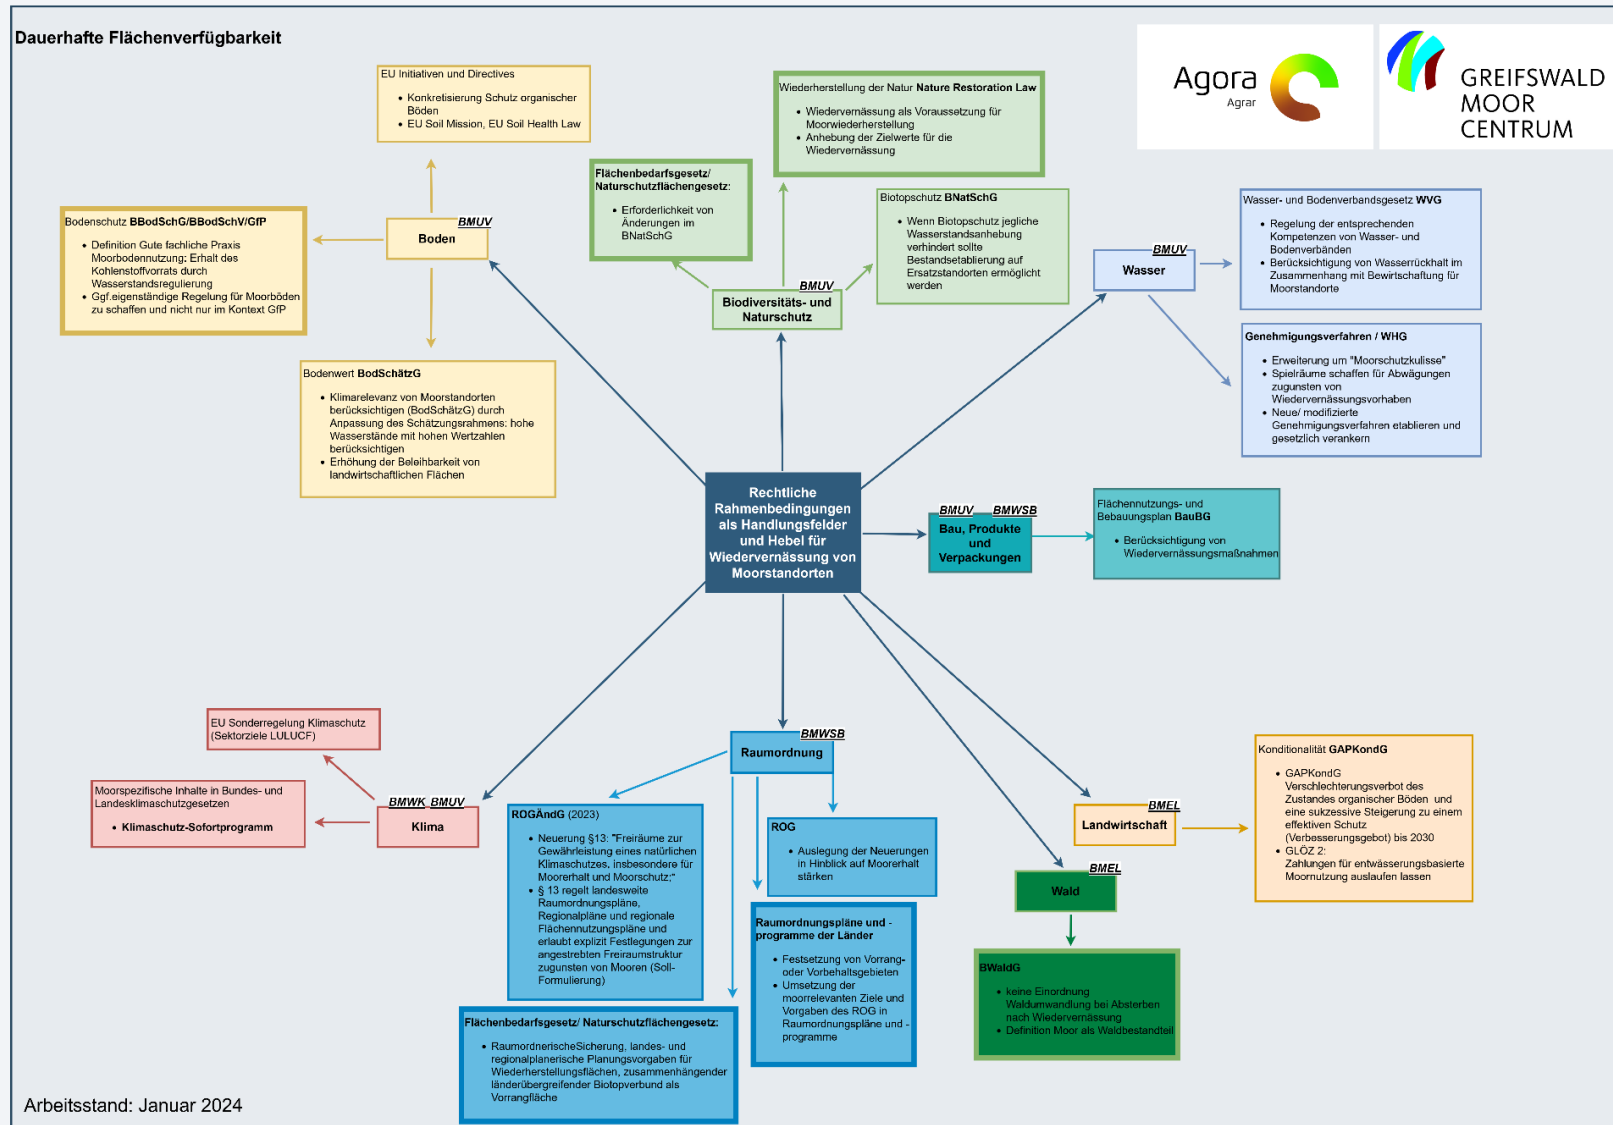 Dauerhafte Flächenverfügbarkeit
Agora
Agrar
GREIFSWALD
MOOR
CENTRUM
EU Initiativen und Directives
• Konkretisierung Schutz organischer
Böden
• EU Soil Mission, EU Soil Health Law
Bodenschutz BBodSchG/BBodSchV/GfP
• Definition Gute fachliche Praxis
Moorbodennutzung: Erhalt des
Kohlenstoffvorrats durch
Wasserstandsregulierung
• Ggf.eigenständige Regelung für Moorböden
zu schaffen und nicht nur im Kontext GfP
BMUV
Boden
Bodenwert BodSchätzG
• Klimarelevanz von Moorstandorten
berücksichtigen (BodSchätzG) durch
Anpassung des Schätzungsrahmens: hohe
Wasserstände mit hohen Wertzahlen
berücksichtigen
• Erhöhung der Beleihbarkeit von
landwirtschaftlichen Flächen
Flächenbedarfsgesetz/
Naturschutzflächengesetz:
• Erforderlichkeit von
Änderungen im
BNatSchG
Wiederherstellung der Natur Nature Restoration Law
• Wiedervernässung als Voraussetzung für
Moorwiederherstellung
• Anhebung der Zielwerte für die
Wiedervernässung
Biotopschutz BNatSchG
• Wenn Biotopschutz jegliche
Wasserstandsanhebung
verhindert sollte
Bestandsetablierung auf
Ersatzstandorten ermöglicht
werden
BMUV
Biodiversitäts- und
Naturschutz
BMUV
Wasser
Wasser- und Bodenverbandsgesetz WVG
• Regelung der entsprechenden
Kompetenzen von Wasser- und
Bodenverbänden
• Berücksichtigung von Wasserrückhalt im
Zusammenhang mit Bewirtschaftung für
Moorstandorte
Genehmigungsverfahren / WHG
• Erweiterung um "Moorschutzkulisse"
• Spielräume schaffen für Abwägungen
zugunsten von
Wiedervernässungsvorhaben
• Neue/ modifizierte
Genehmigungsverfahren etablieren und
gesetzlich verankern
Rechtliche
Rahmenbedingungen
als Handlungsfelder
und Hebel für
Wiedervernässung von
Moorstandorten
BMUV BMWSB
Bau, Produkte
und
Verpackungen
Flächennutzungs- und
Bebauungsplan BauBG
• Berücksichtigung von
Wiedervernässungsmaßnahmen
EU Sonderregelung Klimaschutz
(Sektorziele LULUCF)
Moorspezifische Inhalte in Bundes- und
Landesklimaschutzgesetzen
• Klimaschutz-Sofortprogramm
BMWK BMUV
Klima
BMWSB
Raumordnung
ROGÄndG (2023)
• Neuerung §13: "Freiräume zur
Gewährleistung eines natürlichen
Klimaschutzes, insbesondere für
Moorerhalt und Moorschutz;"
• § 13 regelt landesweite
Raumordnungspläne,
Regionalpläne und regionale
Flächennutzungspläne und
erlaubt explizit Festlegungen zur
angestrebten Freiraumstruktur
zugunsten von Mooren (Soll-
Formulierung)
ROG
• Auslegung der Neuerungen
in Hinblick auf Moorerhalt
stärken
Raumordnungspläne und -
programme der Länder
• Festsetzung von Vorrang-
oder Vorbehaltsgebieten
• Umsetzung der
moorrelevanten Ziele und
Vorgaben des ROG in
Raumordnungspläne und -
programme
Flächenbedarfsgesetz/ Naturschutzflächengesetz:
• RaumordnerischeSicherung, landes- und
regionalplanerische Planungsvorgaben für
Wiederherstellungsflächen, zusammenhängender
länderübergreifender Biotopverbund als
Vorrangfläche
BMEL
Landwirtschaft
Konditionalität GAPKondG
• GAPKondG
Verschlechterungsverbot des
Zustandes organischer Böden und
eine sukzessive Steigerung zu einem
effektiven Schutz
(Verbesserungsgebot) bis 2030
• GLÖZ 2:
Zahlungen für entwässerungsbasierte
Moornutzung auslaufen lassen
BMEL
Wald
BWaldG
• keine Einordnung
Waldumwandlung bei Absterben
nach Wiedervernässung
• Definition Moor als Waldbestandteil
Arbeitsstand: Januar 2024